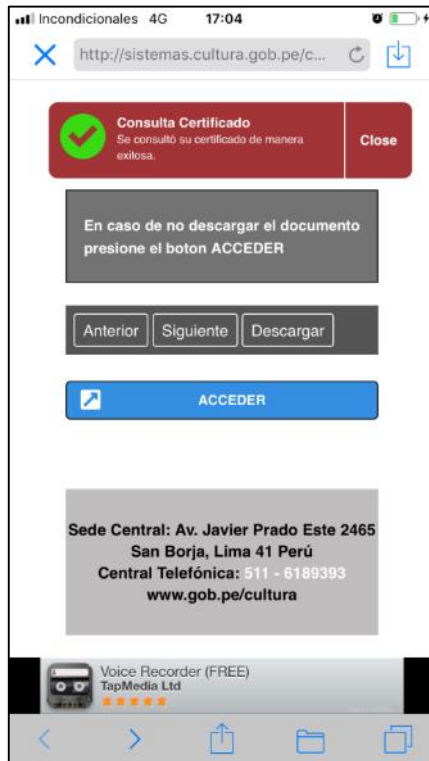 Incondicionales 4G 17:04
http://sistemas.cultura.gob.pe/c...
Consulta Certificado
Se consultó su certificado de manera
exitosa.
Close
En caso de no descargar el documento
presione el boton ACCEDER
Anterior Siguiente Descargar
ACCEDER
Sede Central: Av. Javier Prado Este 2465
San Borja, Lima 41 Perú
Central Telefónica: 511 - 6189393
www.gob.pe/cultura
Voice Recorder (FREE)
TapMedia Ltd